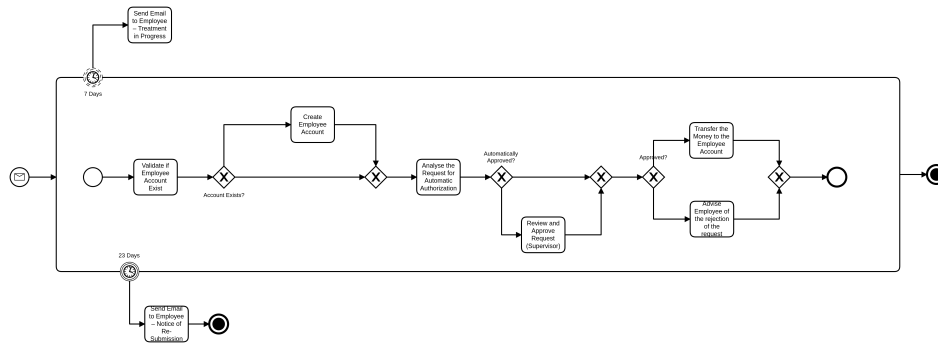 Send Email
to Employee
– Treatment
in Progress
7 Days
Create
Employee
Account
Validate if
Employee
Account
Exist
Account Exists?
Analyse the
Request for
Automatic
Authorization
Automatically
Approved?
Review and
Approve
Request
(Supervisor)
Approved?
Transfer the
Money to the
Employee
Account
Advise
Employee of
the rejection
of the
request
23 Days
Send Email
to Employee
– Notice of
Re-
Submission